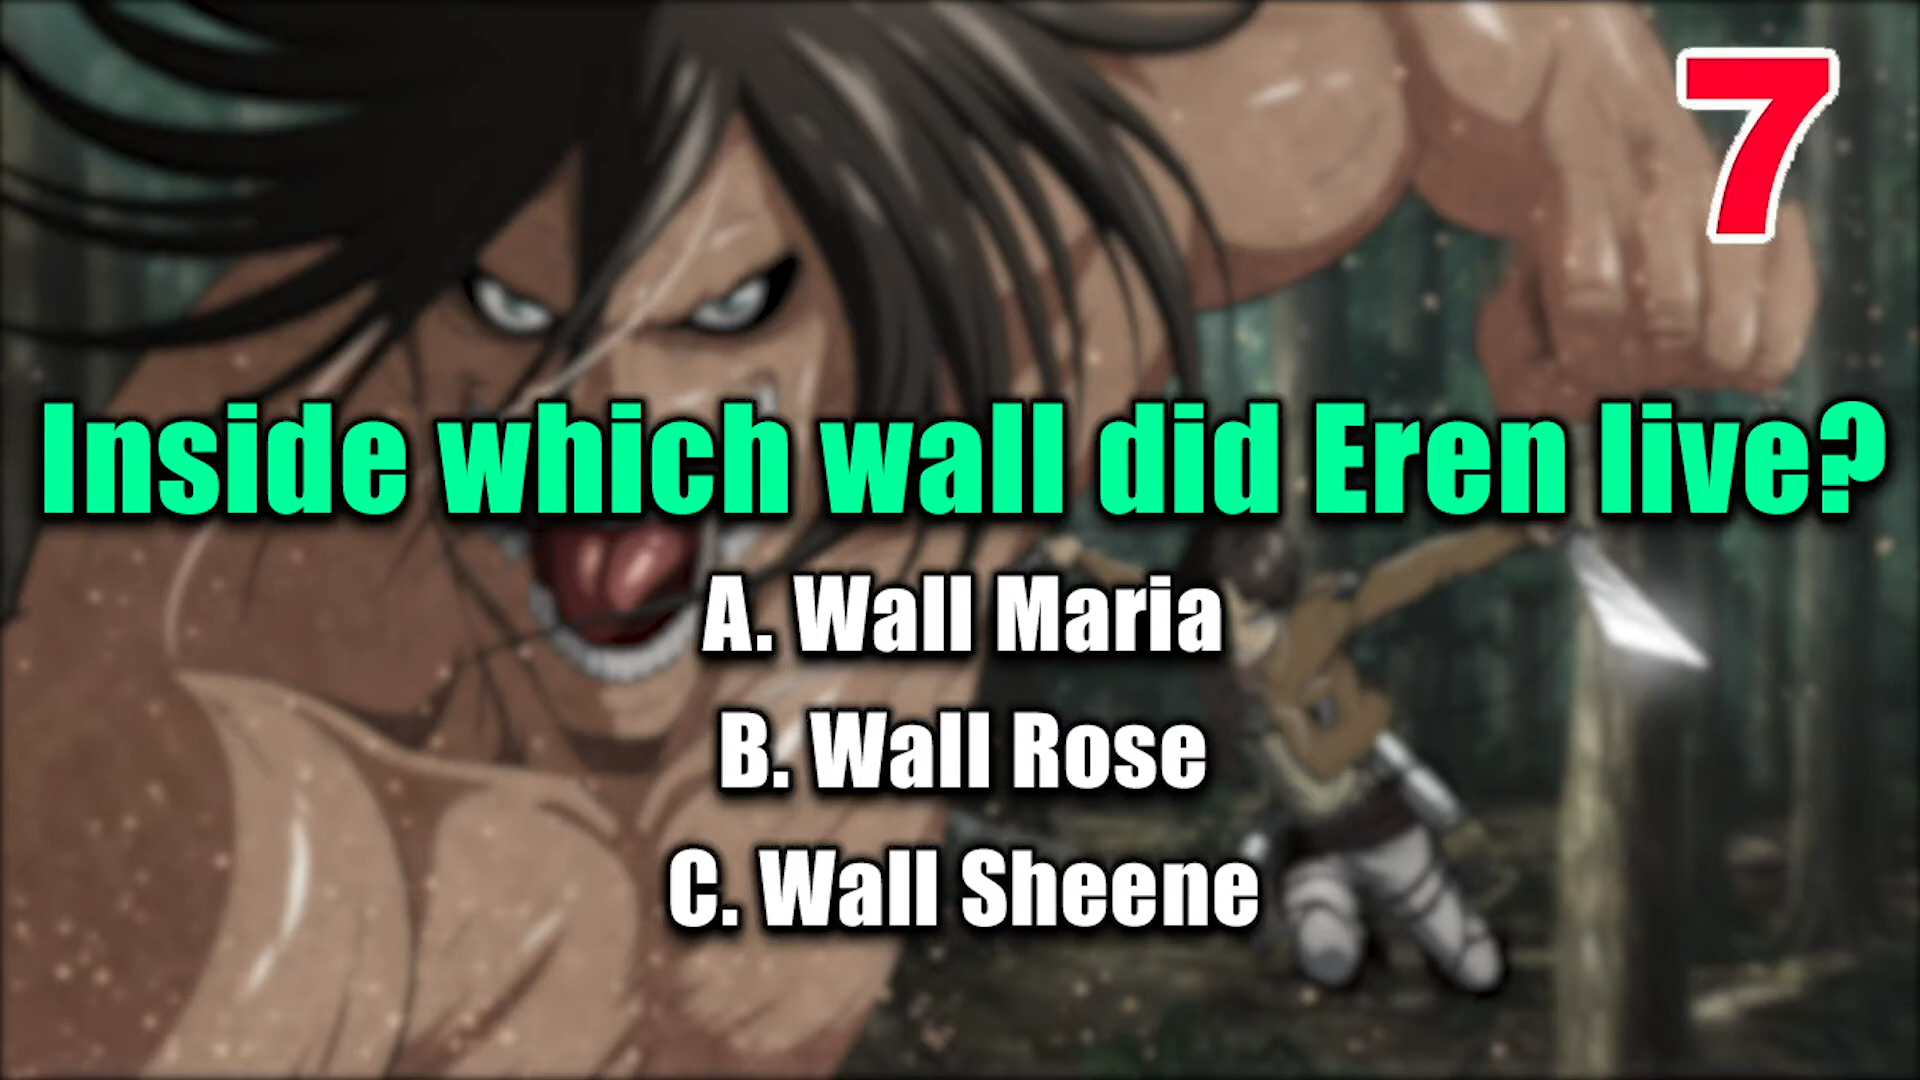 7
Inside which wall did Eren live?
A. Wall Maria
B. Wall Rose
C. Wall Sheene